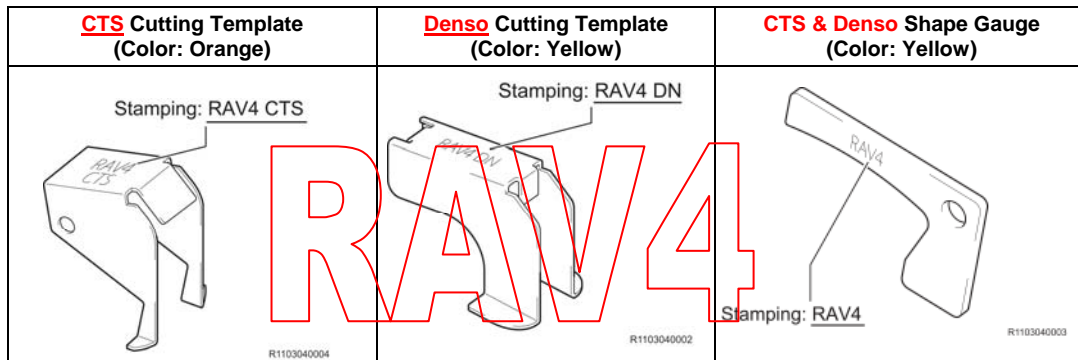 CTS Cutting Template
(Color: Orange)
Denso Cutting Template
(Color: Yellow)
CTS & Denso Shape Gauge
(Color: Yellow)
Stamping: RAV4 CTS
RAV4
CTS
R1103040004
Stamping: RAV4 DN
RAV4 DN
R1103040002
RAV4
Stamping: RAV4
R1103040003
RAV4